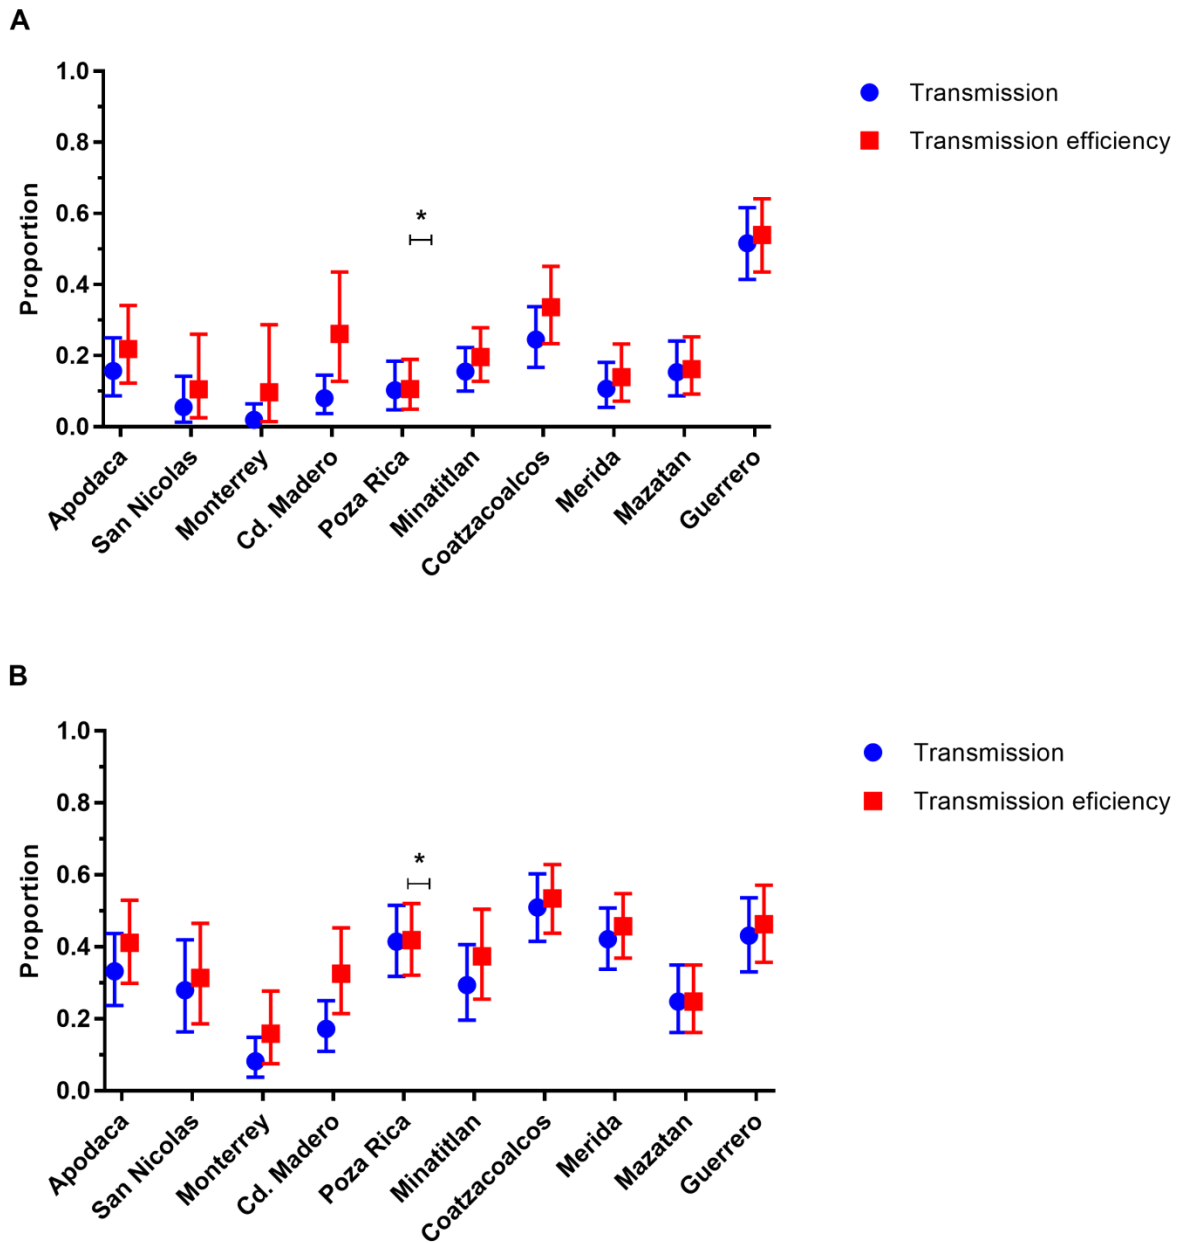 A
1.0
0.8
0.6
0.4
0.2
0.0
Proportion
*
Transmission
Transmission efficiency
Apodaca
San Nicolas
Monterrey
Cd. Madero
Poza Rica
Minatitlan
Coatzacoalcos
Merida
Mazatan
Guerrero
B
1.0
0.8
0.6
0.4
0.2
0.0
Proportion
*
Transmission
Transmission eficiency
Apodaca
San Nicolas
Monterrey
Cd. Madero
Poza Rica
Minatitlan
Coatzacoalcos
Merida
Mazatan
Guerrero